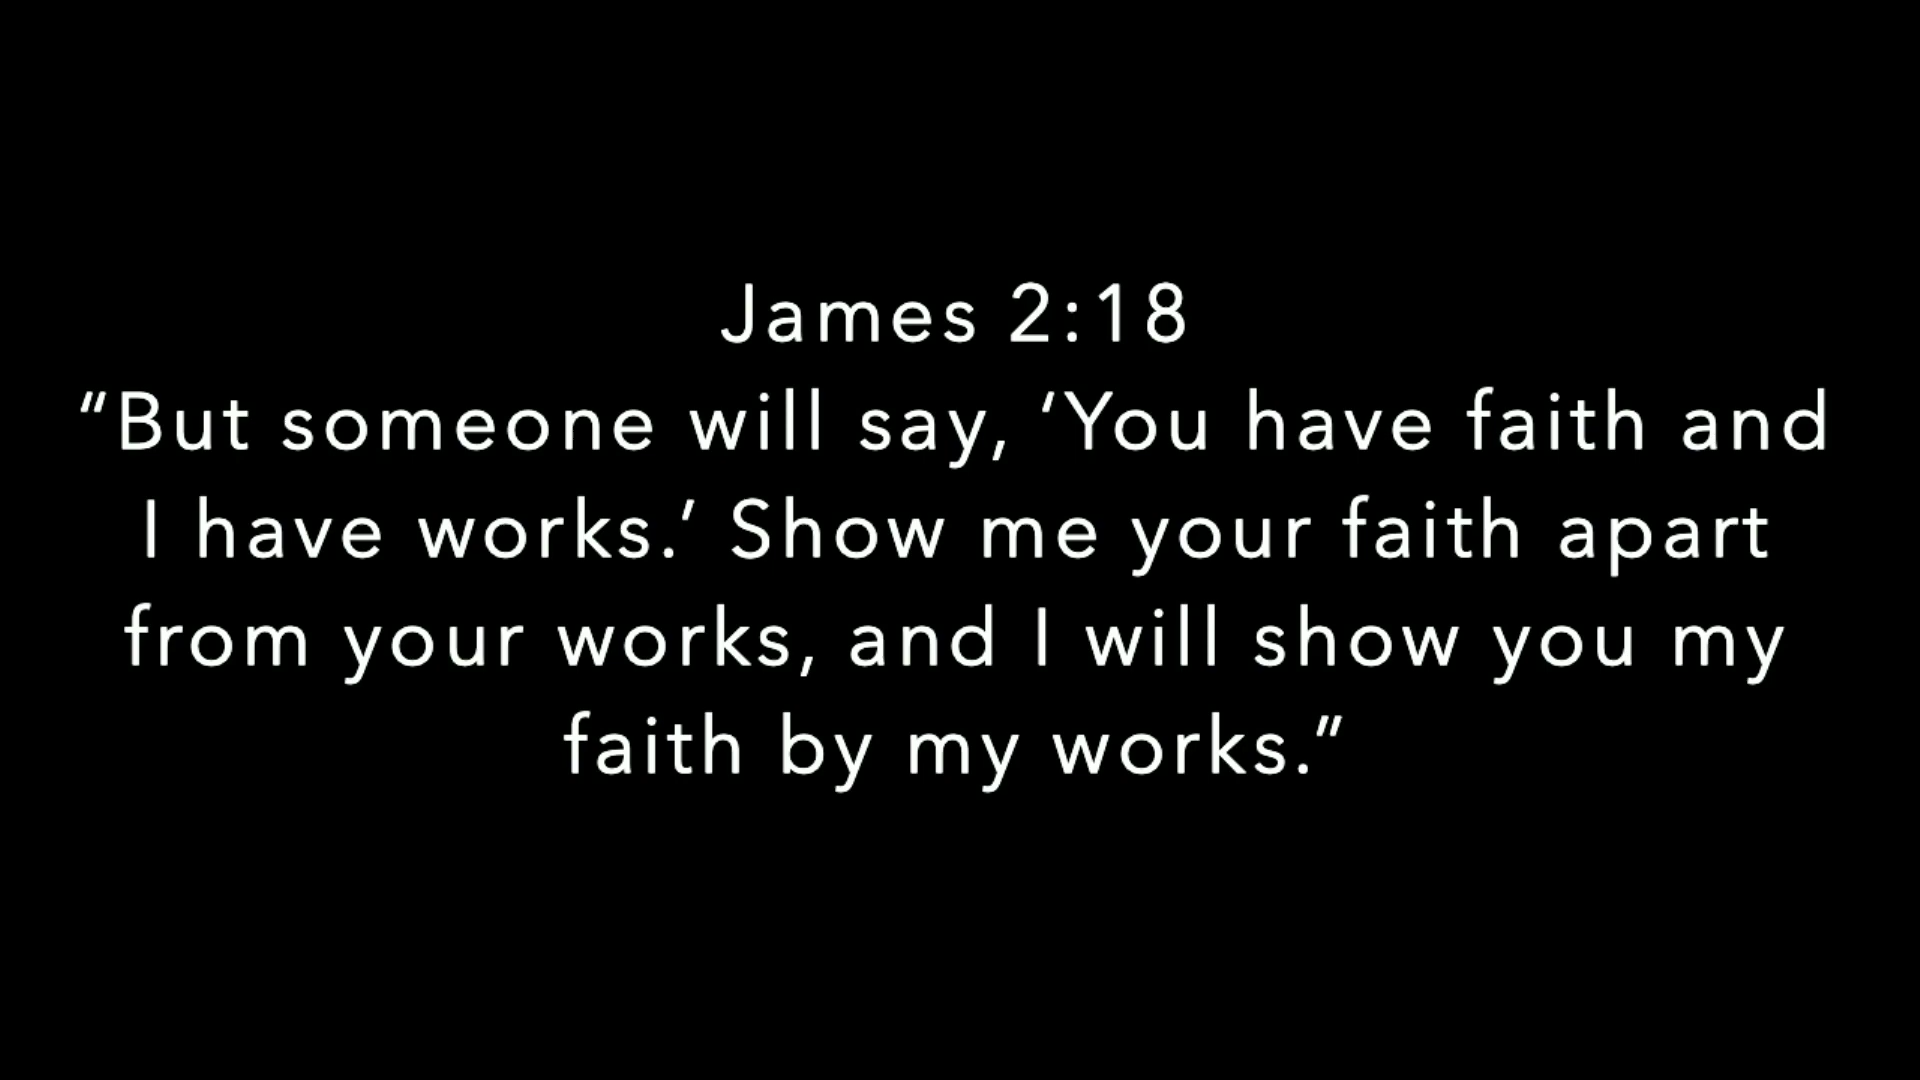 James 2:18
“But someone will say, ‘You have faith and
I have works.’ Show me your faith apart
from your works, and I will show you my
faith by my works.”